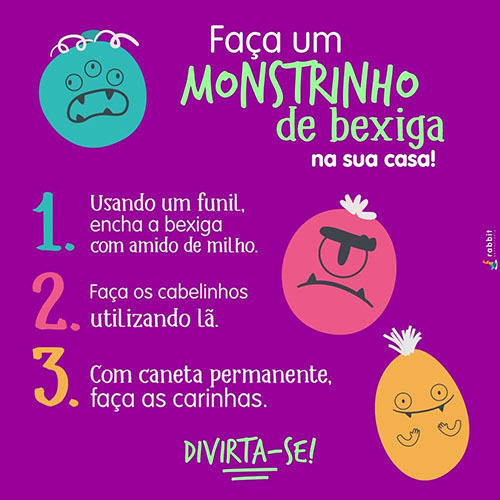 Faça um
MONSTRINHO
de bexiga
na sua casa!
1. Usando um funil,
encha a bexiga
com amido de milho.
2. Faça os cabelinhos
utilizando lã.
3. Com caneta permanente,
faça as carinhas.
DIVIRTA-SE!
rabbit